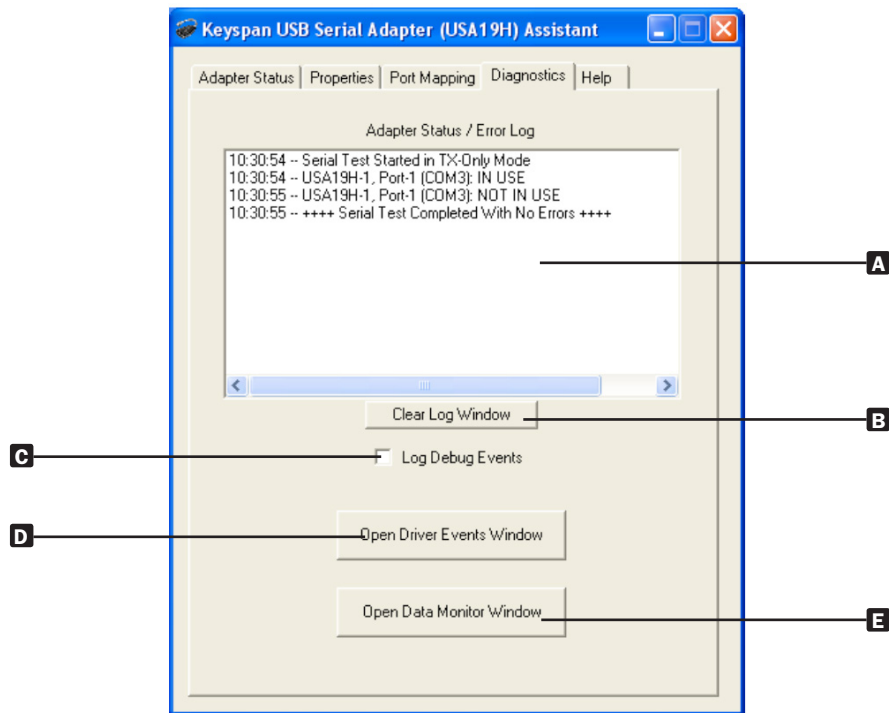 Keyspan USB Serial Adapter (USA19H) Assistant
Adapter Status Properties Port Mapping Diagnostics Help
Adapter Status / Error Log
10:30:54 -- Serial Test Started in TX-Only Mode
10:30:54 -- USA19H-1, Port-1 (COM3): IN USE
10:30:55 -- USA19H-1, Port-1 (COM3): NOT IN USE
10:30:55 -- ++++ Serial Test Completed With No Errors ++++
A
Clear Log Window
B
C
Log Debug Events
D
Open Driver Events Window
Open Data Monitor Window
E